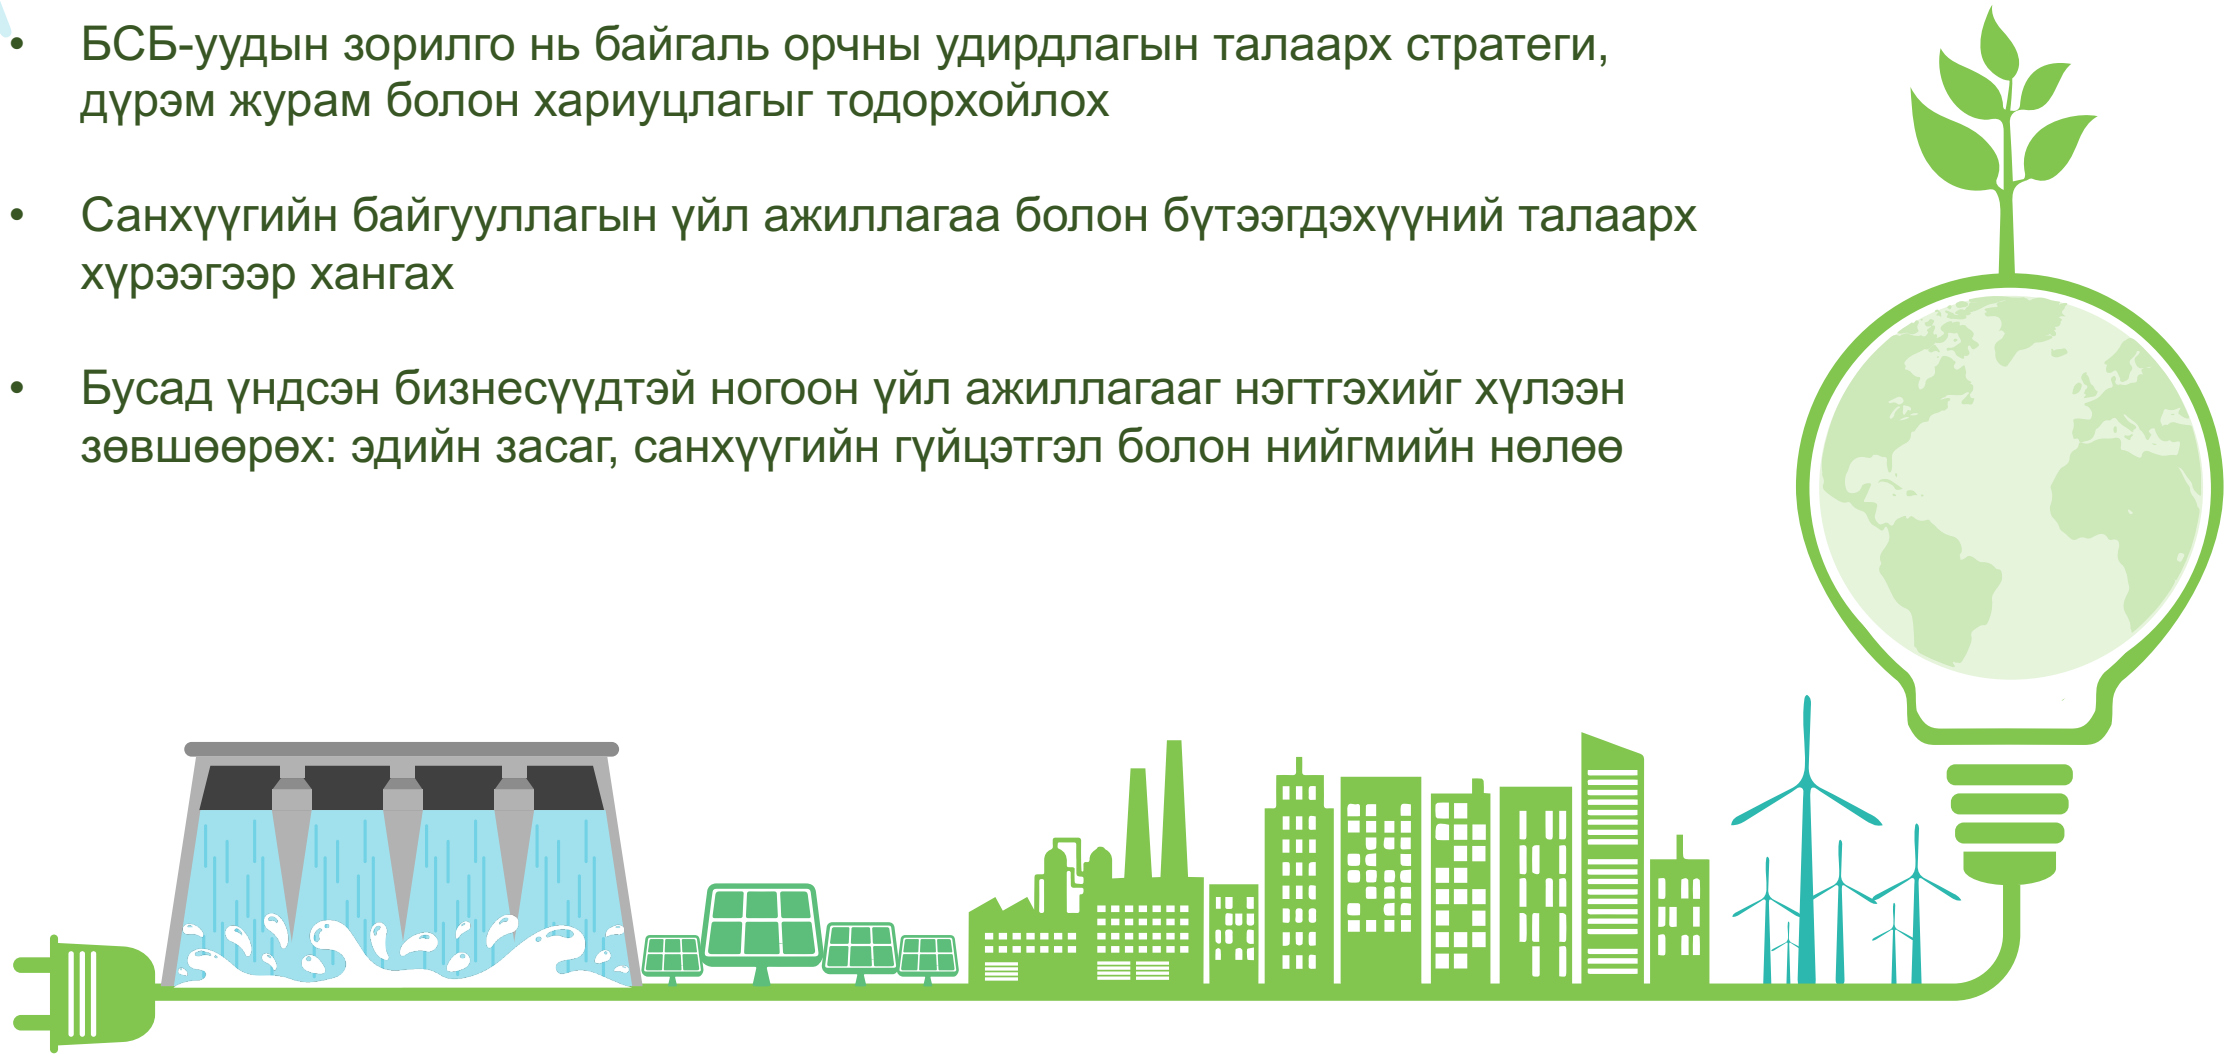 • БСБ-уудын зорилго нь байгаль орчны удирдлагын талаарх стратеги,
дүрэм журам болон хариуцлагыг тодорхойлох
• Санхүүгийн байгууллагын үйл ажиллагаа болон бүтээгдэхүүний талаарх
хүрээгээр хангах
• Бусад үндсэн бизнесүүдтэй ногоон үйл ажиллагааг нэгтгэхийг хүлээн
зөвшөөрөх: эдийн засаг, санхүүгийн гүйцэтгэл болон нийгмийн нөлөө